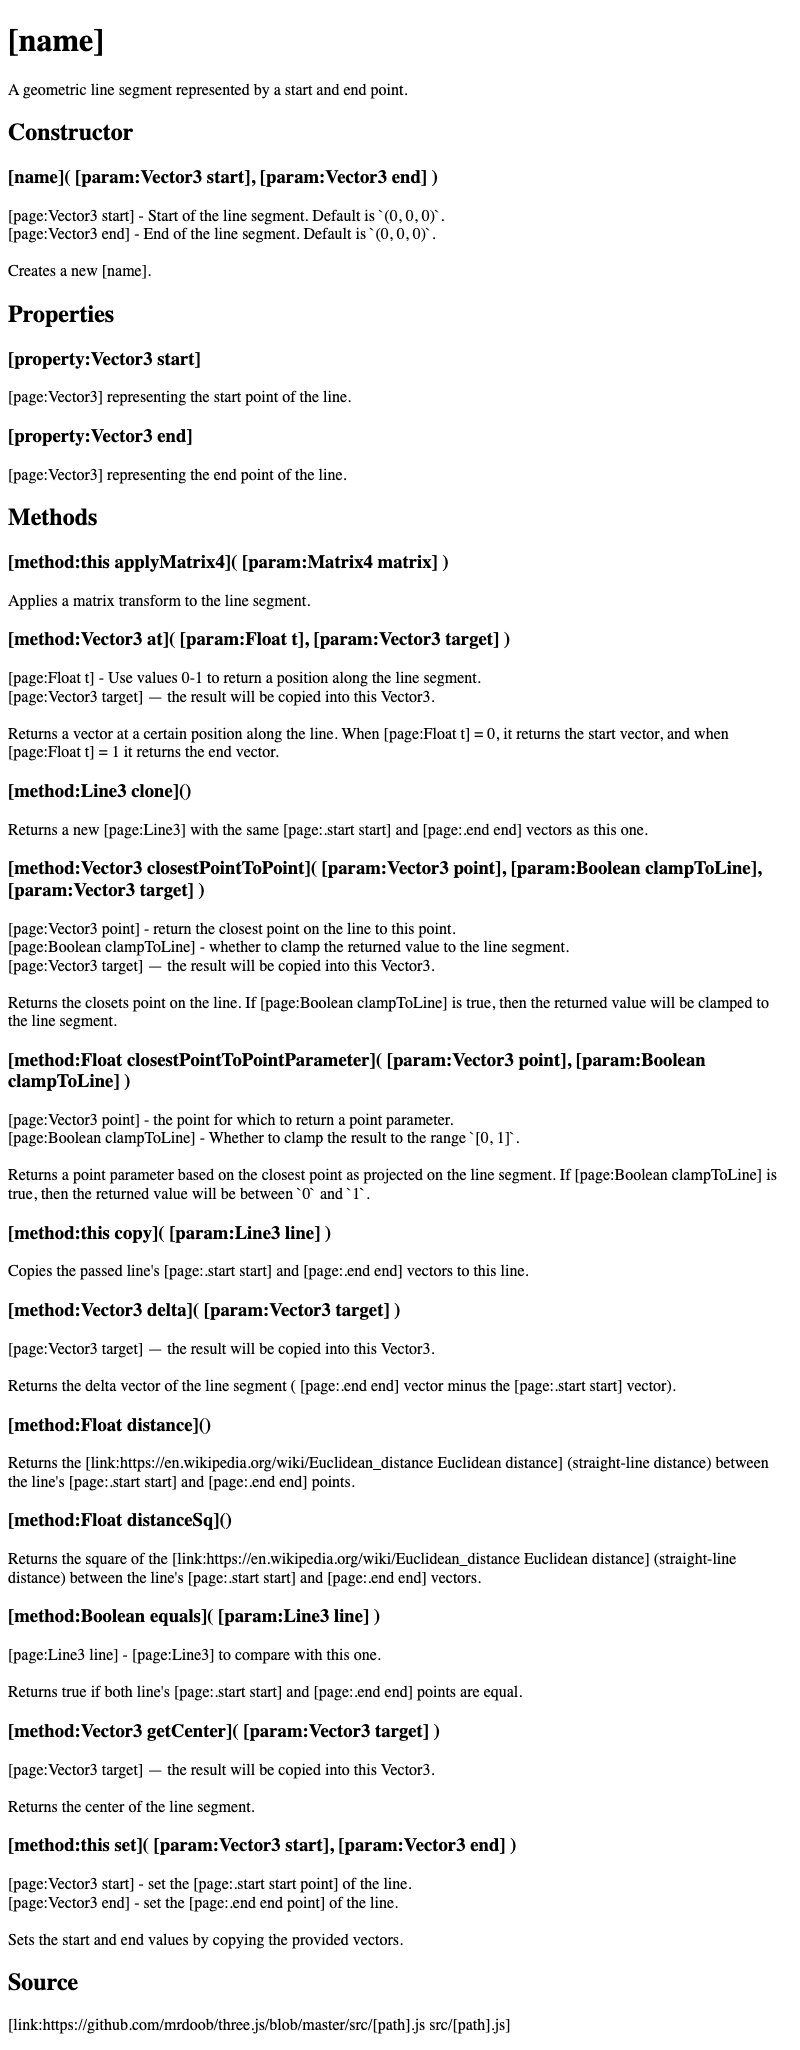 [name]
A geometric line segment represented by a start and end point.
Constructor
[name]( [param:Vector3 start], [param:Vector3 end] )
[page:Vector3 start] - Start of the line segment. Default is `(0, 0, 0)`.
[page:Vector3 end] - End of the line segment. Default is `(0, 0, 0)`.
Creates a new [name].
Properties
[property:Vector3 start]
[page:Vector3] representing the start point of the line.
[property:Vector3 end]
[page:Vector3] representing the end point of the line.
Methods
[method:this applyMatrix4]( [param:Matrix4 matrix] )
Applies a matrix transform to the line segment.
[method:Vector3 at]( [param:Float t], [param:Vector3 target] )
[page:Float t] - Use values 0-1 to return a position along the line segment.
[page:Vector3 target] — the result will be copied into this Vector3.
Returns a vector at a certain position along the line. When [page:Float t] = 0, it returns the start vector, and when
[page:Float t] = 1 it returns the end vector.
[method:Line3 clone]()
Returns a new [page:Line3] with the same [page:.start start] and [page:.end end] vectors as this one.
[method:Vector3 closestPointToPoint]( [param:Vector3 point], [param:Boolean clampToLine],
[param:Vector3 target] )
[page:Vector3 point] - return the closest point on the line to this point.
[page:Boolean clampToLine] - whether to clamp the returned value to the line segment.
[page:Vector3 target] — the result will be copied into this Vector3.
Returns the closets point on the line. If [page:Boolean clampToLine] is true, then the returned value will be clamped to
the line segment.
[method:Float closestPointToPointParameter]( [param:Vector3 point], [param:Boolean
clampToLine] )
[page:Vector3 point] - the point for which to return a point parameter.
[page:Boolean clampToLine] - Whether to clamp the result to the range `[0, 1]`.
Returns a point parameter based on the closest point as projected on the line segment. If [page:Boolean clampToLine] is
true, then the returned value will be between `0` and `1`.
[method:this copy]( [param:Line3 line] )
Copies the passed line's [page:.start start] and [page:.end end] vectors to this line.
[method:Vector3 delta]( [param:Vector3 target] )
[page:Vector3 target] — the result will be copied into this Vector3.
Returns the delta vector of the line segment ( [page:.end end] vector minus the [page:.start start] vector).
[method:Float distance]()
Returns the [link:https://en.wikipedia.org/wiki/Euclidean_distance Euclidean distance] (straight-line distance) between
the line's [page:.start start] and [page:.end end] points.
[method:Float distanceSq]()
Returns the square of the [link:https://en.wikipedia.org/wiki/Euclidean_distance Euclidean distance] (straight-line
distance) between the line's [page:.start start] and [page:.end end] vectors.
[method:Boolean equals]( [param:Line3 line] )
[page:Line3 line] - [page:Line3] to compare with this one.
Returns true if both line's [page:.start start] and [page:.end end] points are equal.
[method:Vector3 getCenter]( [param:Vector3 target] )
[page:Vector3 target] — the result will be copied into this Vector3.
Returns the center of the line segment.
[method:this set]( [param:Vector3 start], [param:Vector3 end] )
[page:Vector3 start] - set the [page:.start start point] of the line.
[page:Vector3 end] - set the [page:.end end point] of the line.
Sets the start and end values by copying the provided vectors.
Source
[link:https://github.com/mrdoob/three.js/blob/master/src/[path].js src/[path].js]